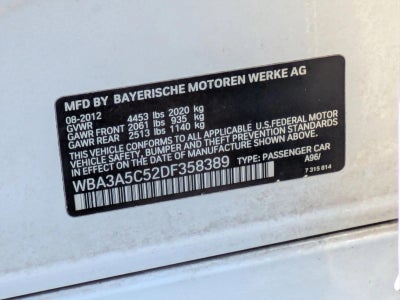 MFD BY BAYERISCHE MOTOREN WERKE AG
08-2012
GVWR 4453 lbs 2020 kg
GAWR FRONT 2061 lbs 935 kg
GAWR REAR 2513 lbs 1140 kg
THIS VEHICLE CONFORMS TO ALL APPLICABLE U.S.FEDERAL MOTOR
VEHICLE SAFETY, BUMPER AND THEFT PREVENTION STANDARDS
IN EFFECT ON THE DATE OF MANUFACTURE SHOWN ABOVE.
WBA3A5C52DF358389 TYPE: PASSENGER CAR
A96/
7 315 614